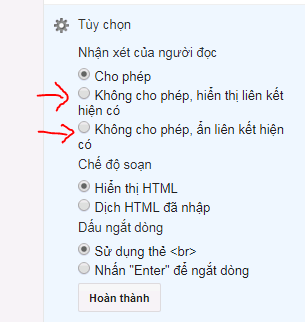 Tùy chọn
Nhận xét của người đọc
Cho phép
Không cho phép, hiển thị liên kết
hiện có
Không cho phép, ẩn liên kết hiện
có
Chế độ soạn
Hiển thị HTML
Dịch HTML đã nhập
Dấu ngắt dòng
Sử dụng thẻ <br>
Nhấn "Enter" để ngắt dòng
Hoàn thành